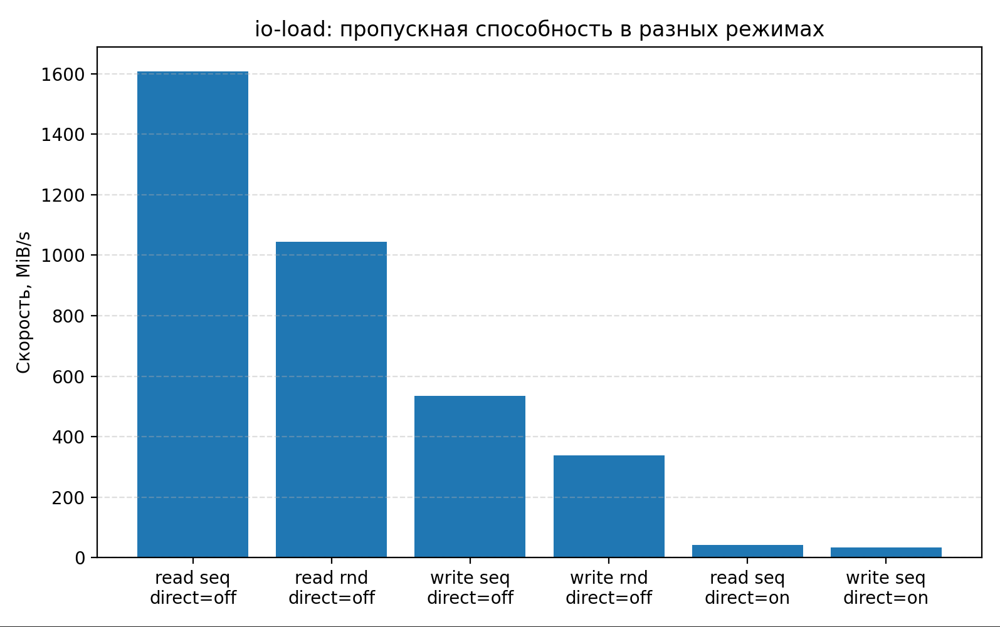 io-load: пропускная способность в разных режимах
Скорость, MiB/s
1600
1400
1200
1000
800
600
400
200
0
read seq
direct=off
read rnd
direct=off
write seq
direct=off
write rnd
direct=off
read seq
direct=on
write seq
direct=on